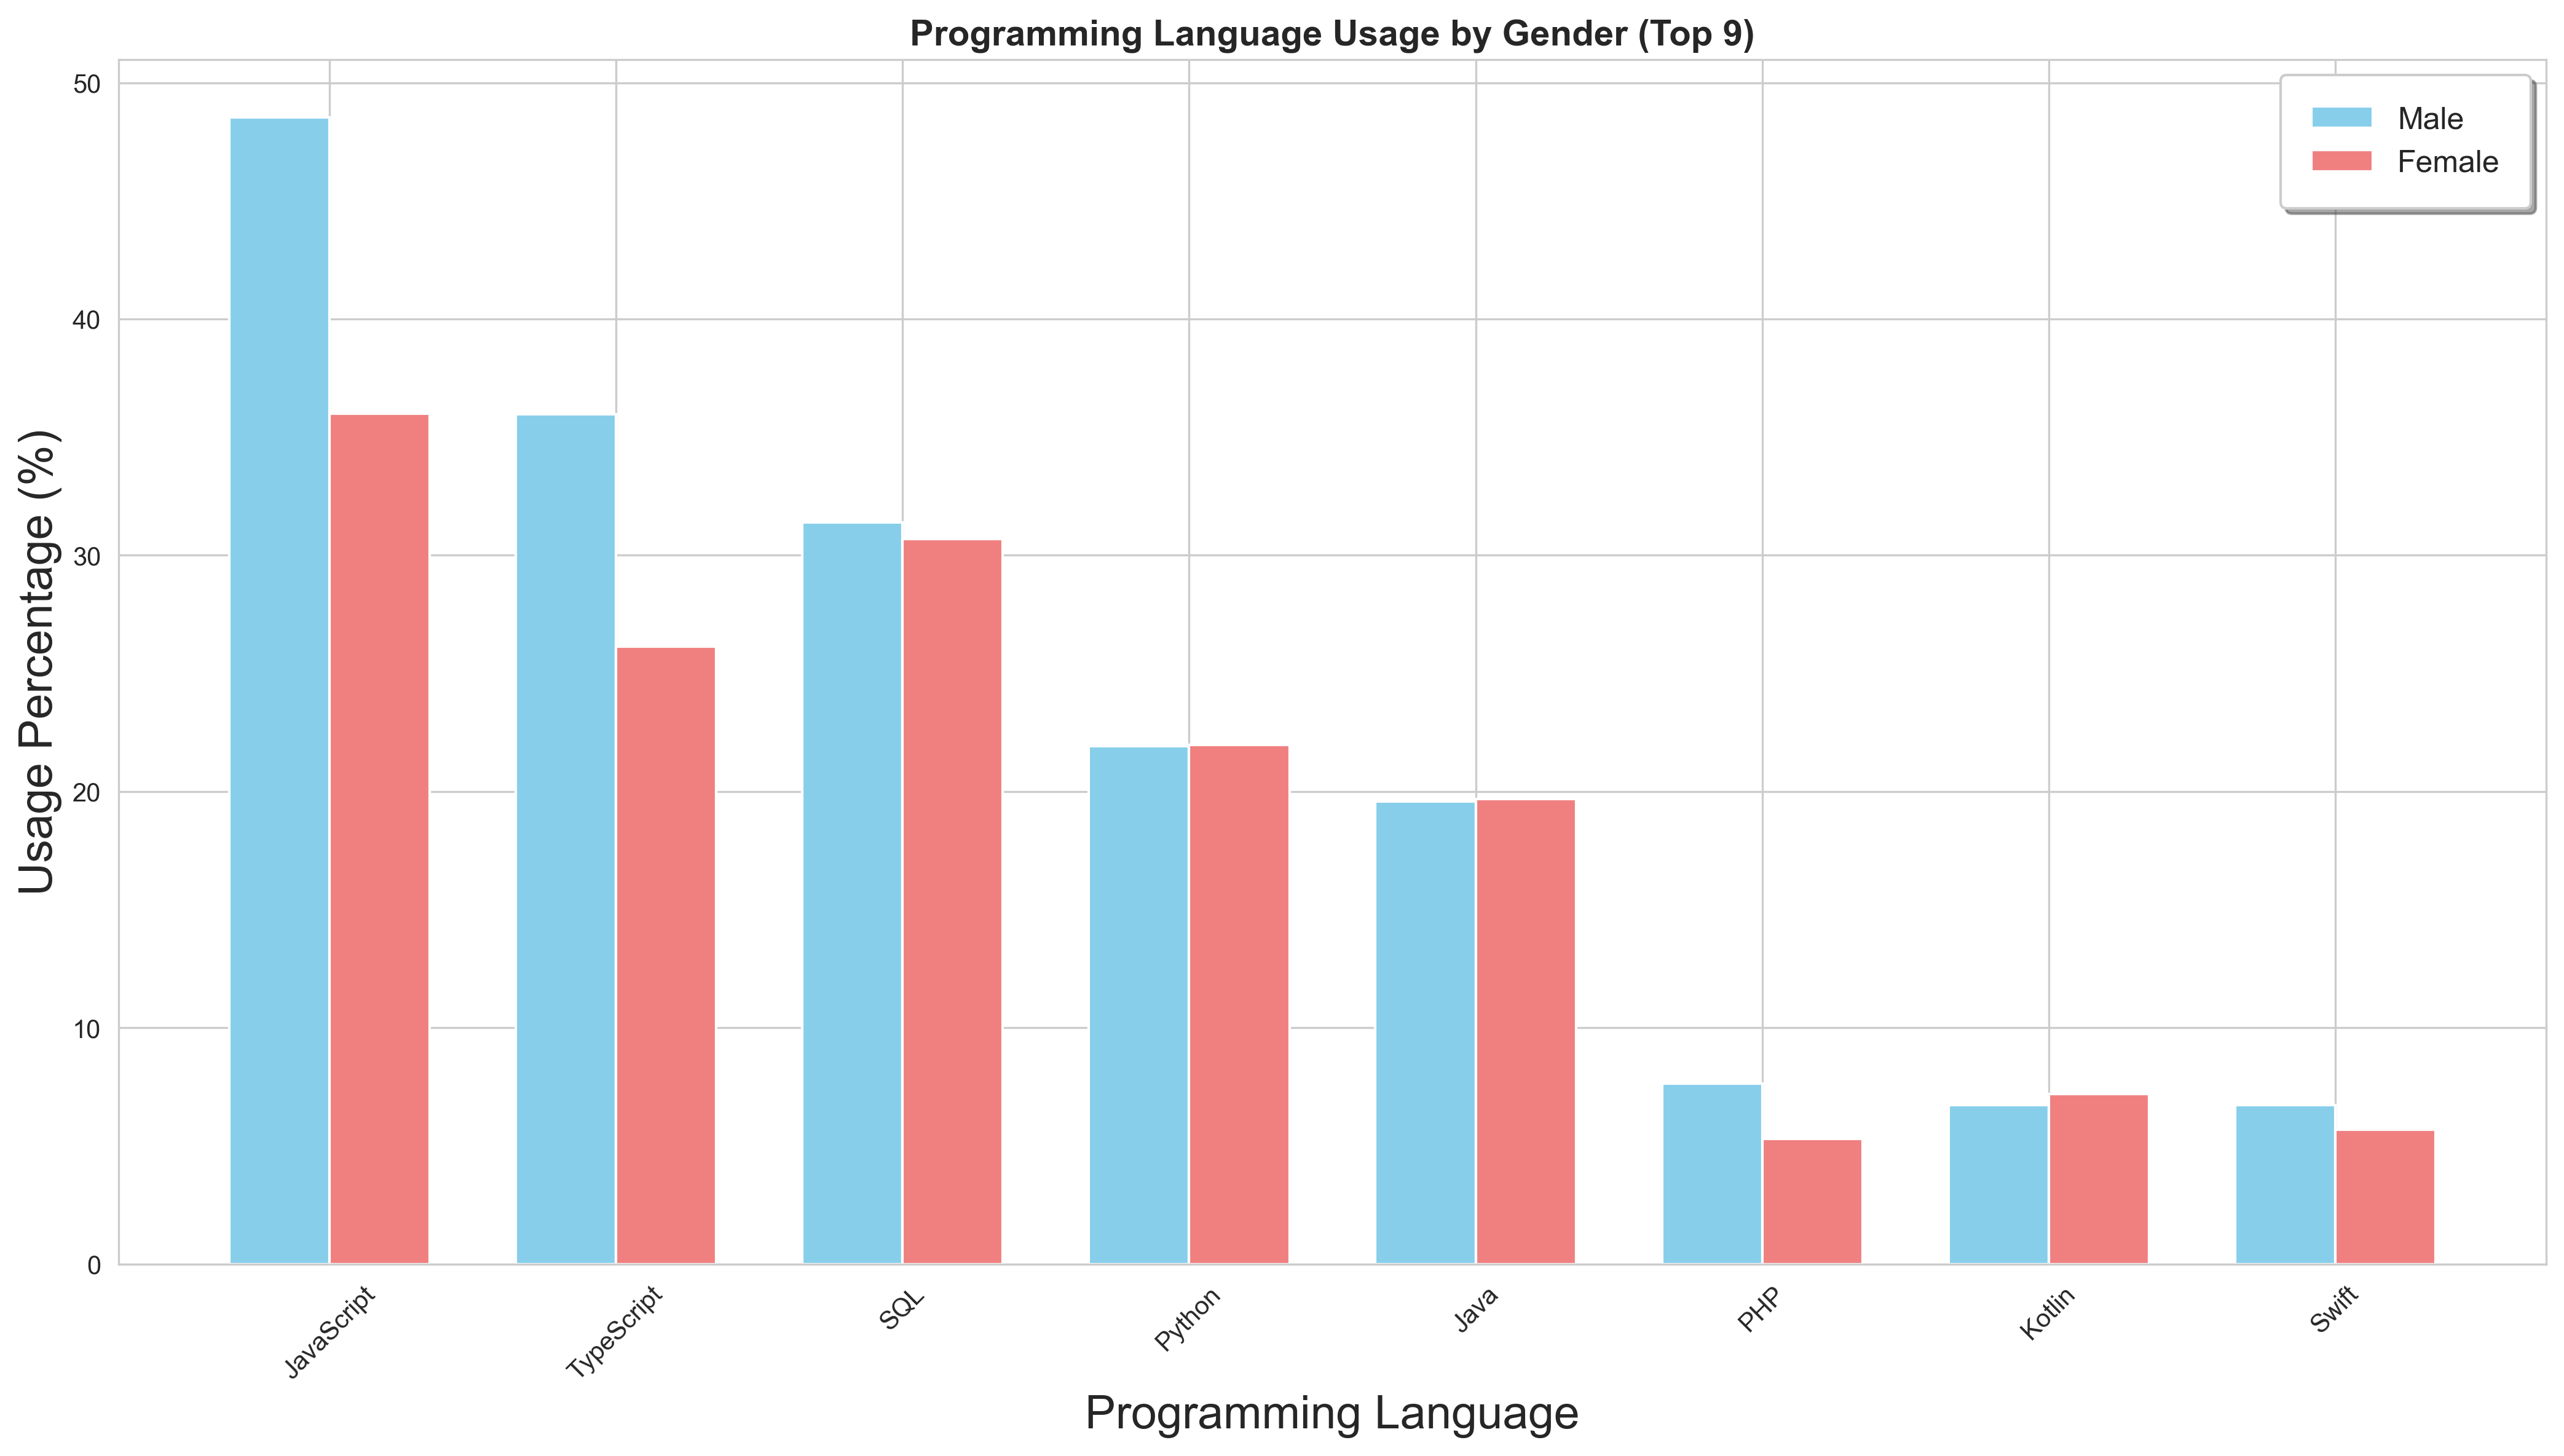 Programming Language Usage by Gender (Top 9)
Male
Female
Usage Percentage (%)
50
40
30
20
10
0
JavaScript
TypeScript
SQL
Python
Java
PHP
Kotlin
Swift
Programming Language